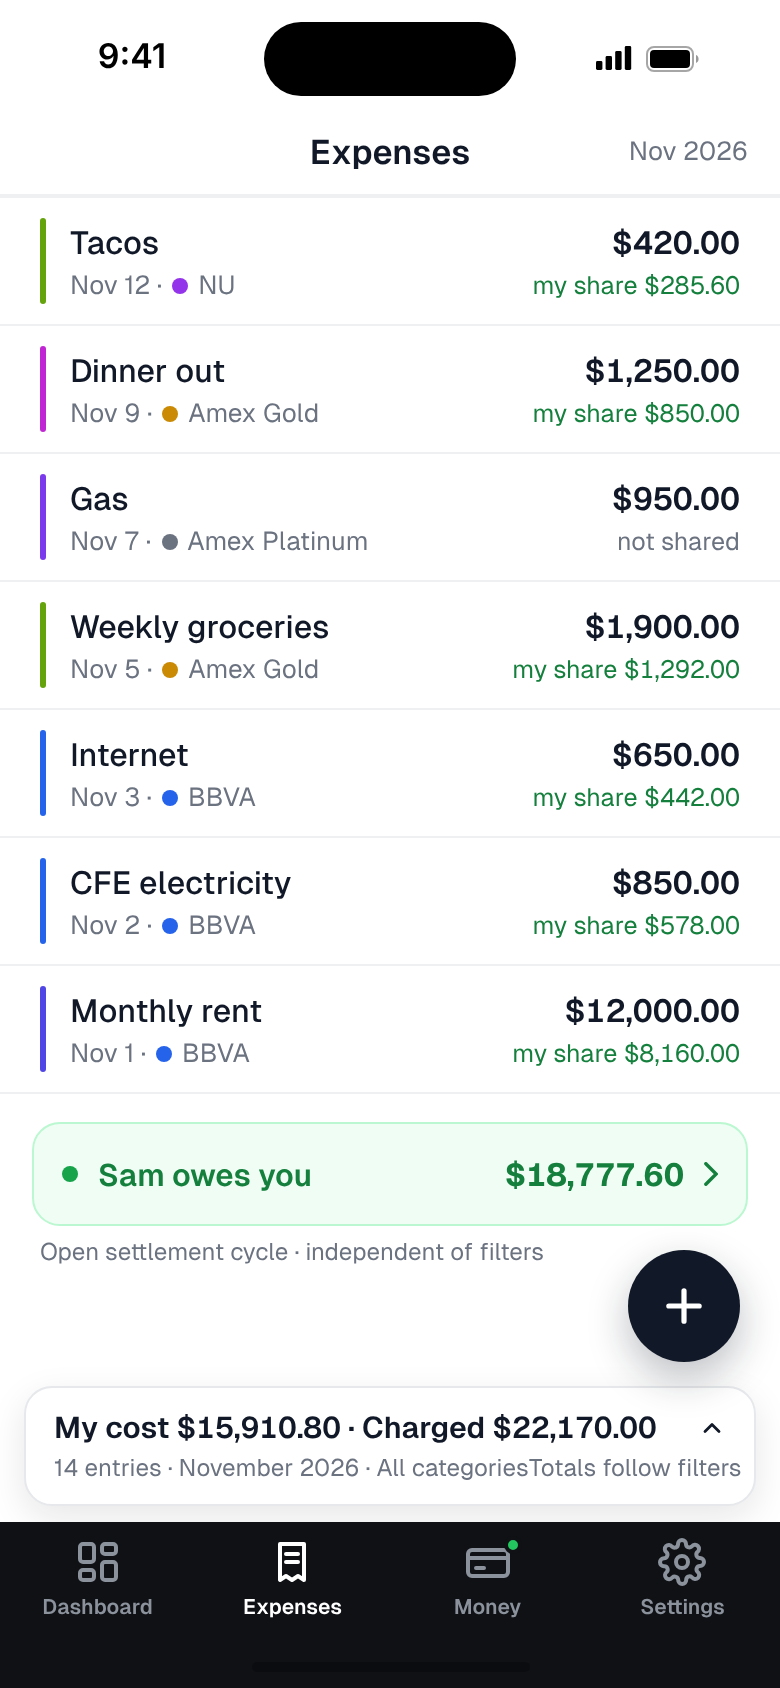 9:41
Expenses
Nov 2026
Tacos
$420.00
Nov 12 · NU
my share $285.60
Dinner out
$1,250.00
Nov 9 · Amex Gold
my share $850.00
Gas
$950.00
Nov 7 · Amex Platinum
not shared
Weekly groceries
$1,900.00
Nov 5 · Amex Gold
my share $1,292.00
Internet
$650.00
Nov 3 · BBVA
my share $442.00
CFE electricity
$850.00
Nov 2 · BBVA
my share $578.00
Monthly rent
$12,000.00
Nov 1 · BBVA
my share $8,160.00
Sam owes you
$18,777.60
Open settlement cycle · independent of filters
My cost $15,910.80 · Charged $22,170.00
14 entries · November 2026 · All categoriesTotals follow filters
Dashboard
Expenses
Money
Settings